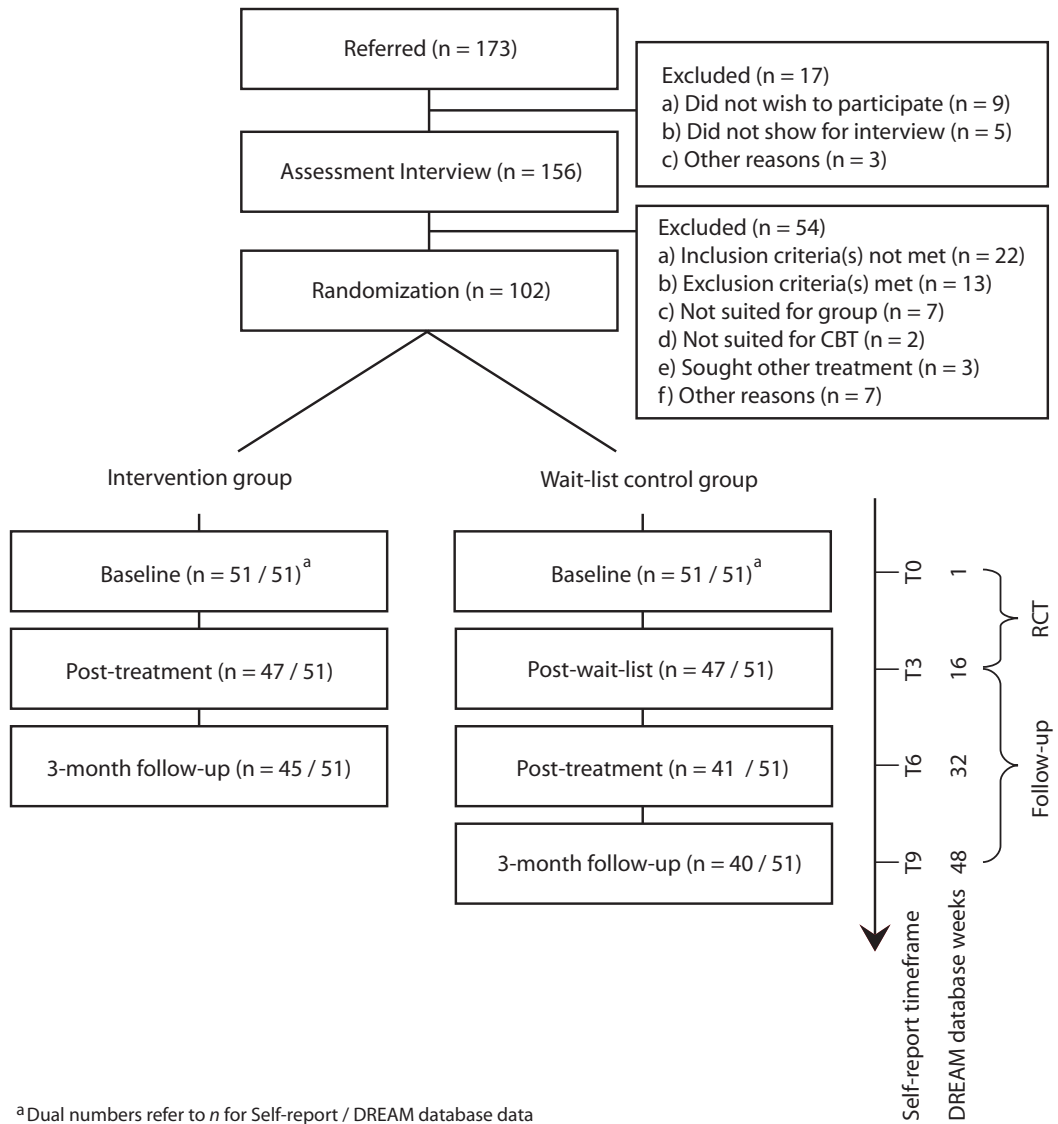 Referred (n = 173)
Excluded (n = 17)
a) Did not wish to participate (n = 9)
b) Did not show for interview (n = 5)
c) Other reasons (n = 3)
Assessment Interview (n = 156)
Excluded (n = 54)
a) Inclusion criteria(s) not met (n = 22)
b) Exclusion criteria(s) met (n = 13)
c) Not suited for group (n = 7)
d) Not suited for CBT (n = 2)
e) Sought other treatment (n = 3)
f) Other reasons (n = 7)
Randomization (n = 102)
Intervention group
Wait-list control group
Baseline (n = 51 / 51)a
Baseline (n = 51 / 51)a
T0
1
RCT
Post-treatment (n = 47 / 51)
Post-wait-list (n = 47 / 51)
T3
16
3-month follow-up (n = 45 / 51)
Post-treatment (n = 41 / 51)
T6
32
Follow-up
3-month follow-up (n = 40 / 51)
T9
48
Self-report timeframe
DREAM database weeks
a Dual numbers refer to n for Self-report / DREAM database data